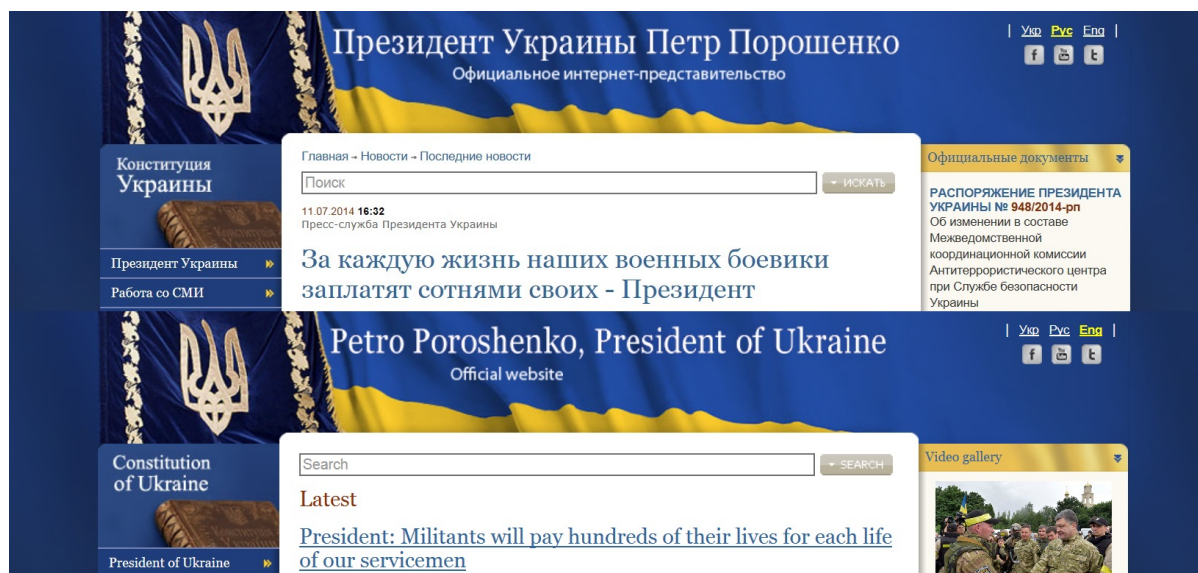 Президент Украины Петр Порошенко
Официальное интернет-представительство
| Укр Рус Eng |
Конституция
Украины
Президент Украины
Работа со СМИ
Главная → Новости → Последние новости
Поиск
ИСКАТЬ
11.07.2014 16:32
Пресс-служба Президента Украины
За каждую жизнь наших военных боевики
заплатят сотнями своих - Президент
Официальные документы
РАСПОРЯЖЕНИЕ ПРЕЗИДЕНТА
УКРАИНЫ № 948/2014-рп
Об изменении в составе
Межведомственной
координационной комиссии
Антитеррористического центра
при Службе безопасности
Украины
Petro Poroshenko, President of Ukraine
Official website
| Укр Рус Eng |
Constitution
of Ukraine
President of Ukraine
Search
SEARCH
Latest
President: Militants will pay hundreds of their lives for each life
of our servicemen
Video gallery